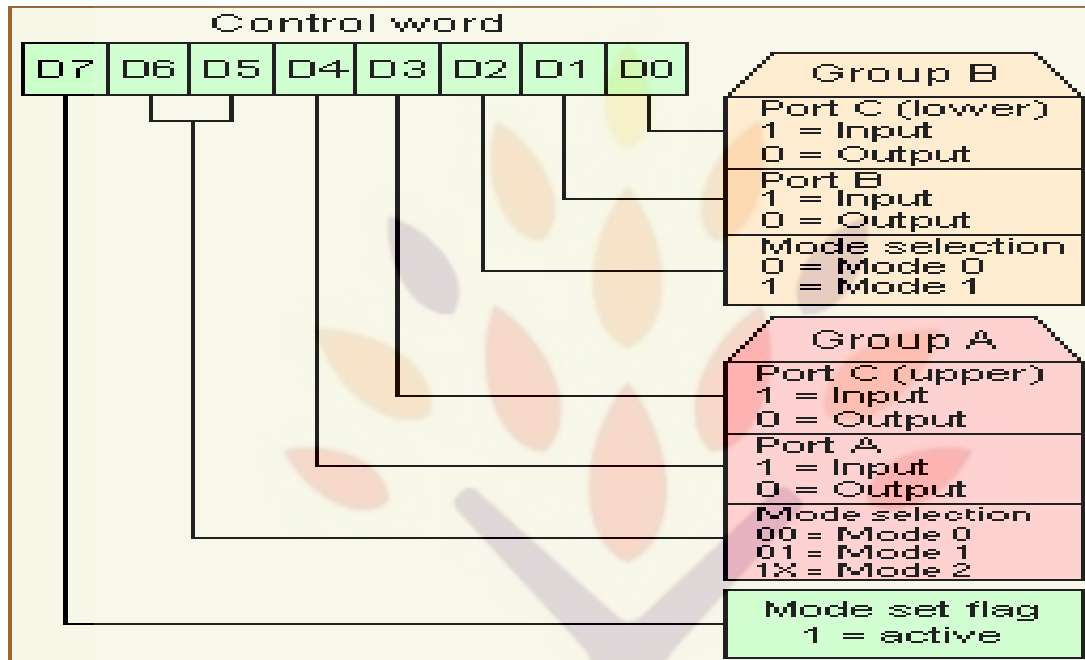 Control word
D7 D6 D5 D4 D3 D2 D1 D0
Group B
Port C (lower)
1 = Input
0 = Output
Port B
1 = Input
0 = Output
Mode selection
0 = Mode 0
1 = Mode 1
Group A
Port C (upper)
1 = Input
0 = Output
Port A
1 = Input
0 = Output
Mode selection
00 = Mode 0
01 = Mode 1
1X = Mode 2
Mode set flag
1 = active